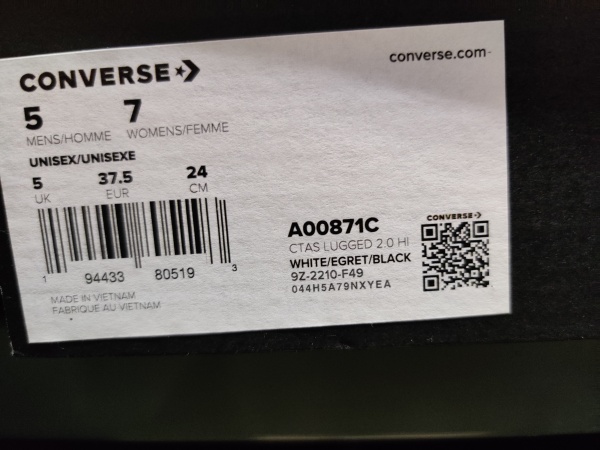 CONVERSE
converse.com
5 7
MENS/HOMME WOMENS/FEMME
UNISEX/UNISEXE
5 37.5 24
UK EUR CM
1 94433 80519 3
MADE IN VIETNAM
FABRIQUE AU VIETNAM
CONVERSE
A00871C
CTAS LUGGED 2.0 HI
WHITE/EGRET/BLACK
9Z-2210-F49
044H5A79NXYEA